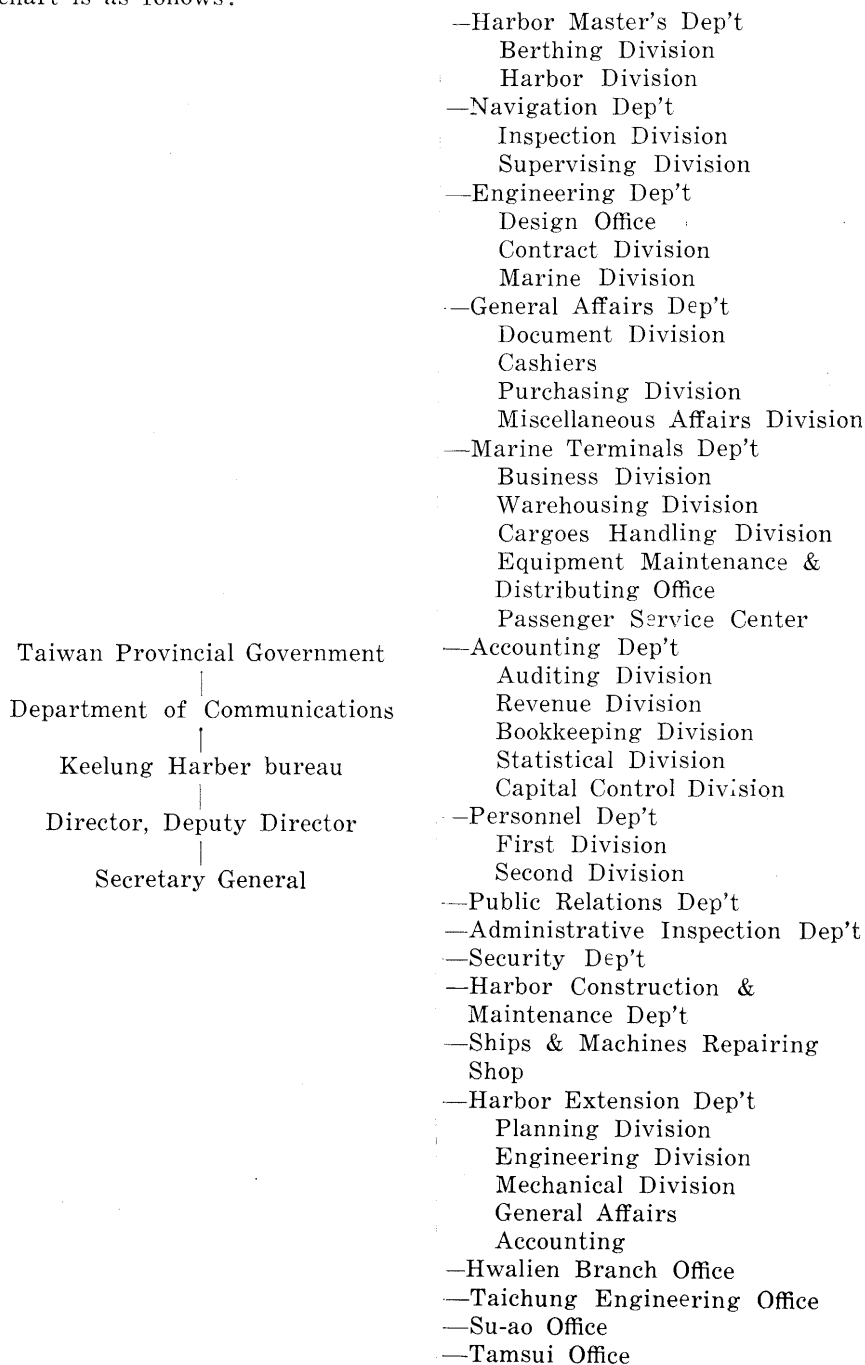 chart is as follows:
—Harbor Master's Dep't
Berthing Division
Harbor Division
—Navigation Dep't
Inspection Division
Supervising Division
—Engineering Dep't
Design Office
Contract Division
Marine Division
—General Affairs Dep't
Document Division
Cashiers
Purchasing Division
Miscellaneous Affairs Division
—Marine Terminals Dep't
Business Division
Warehousing Division
Cargoes Handling Division
Equipment Maintenance &
Distributing Office
Passenger Service Center
Taiwan Provincial Government
Department of Communications
Keelung Harber bureau
Director, Deputy Director
Secretary General
—Accounting Dep't
Auditing Division
Revenue Division
Bookkeeping Division
Statistical Division
Capital Control Division
—Personnel Dep't
First Division
Second Division
—Public Relations Dep't
—Administrative Inspection Dep't
—Security Dep't
—Harbor Construction &
Maintenance Dep't
—Ships & Machines Repairing
Shop
—Harbor Extension Dep't
Planning Division
Engineering Division
Mechanical Division
General Affairs
Accounting
—Hwalien Branch Office
—Taichung Engineering Office
—Su-ao Office
—Tamsui Office